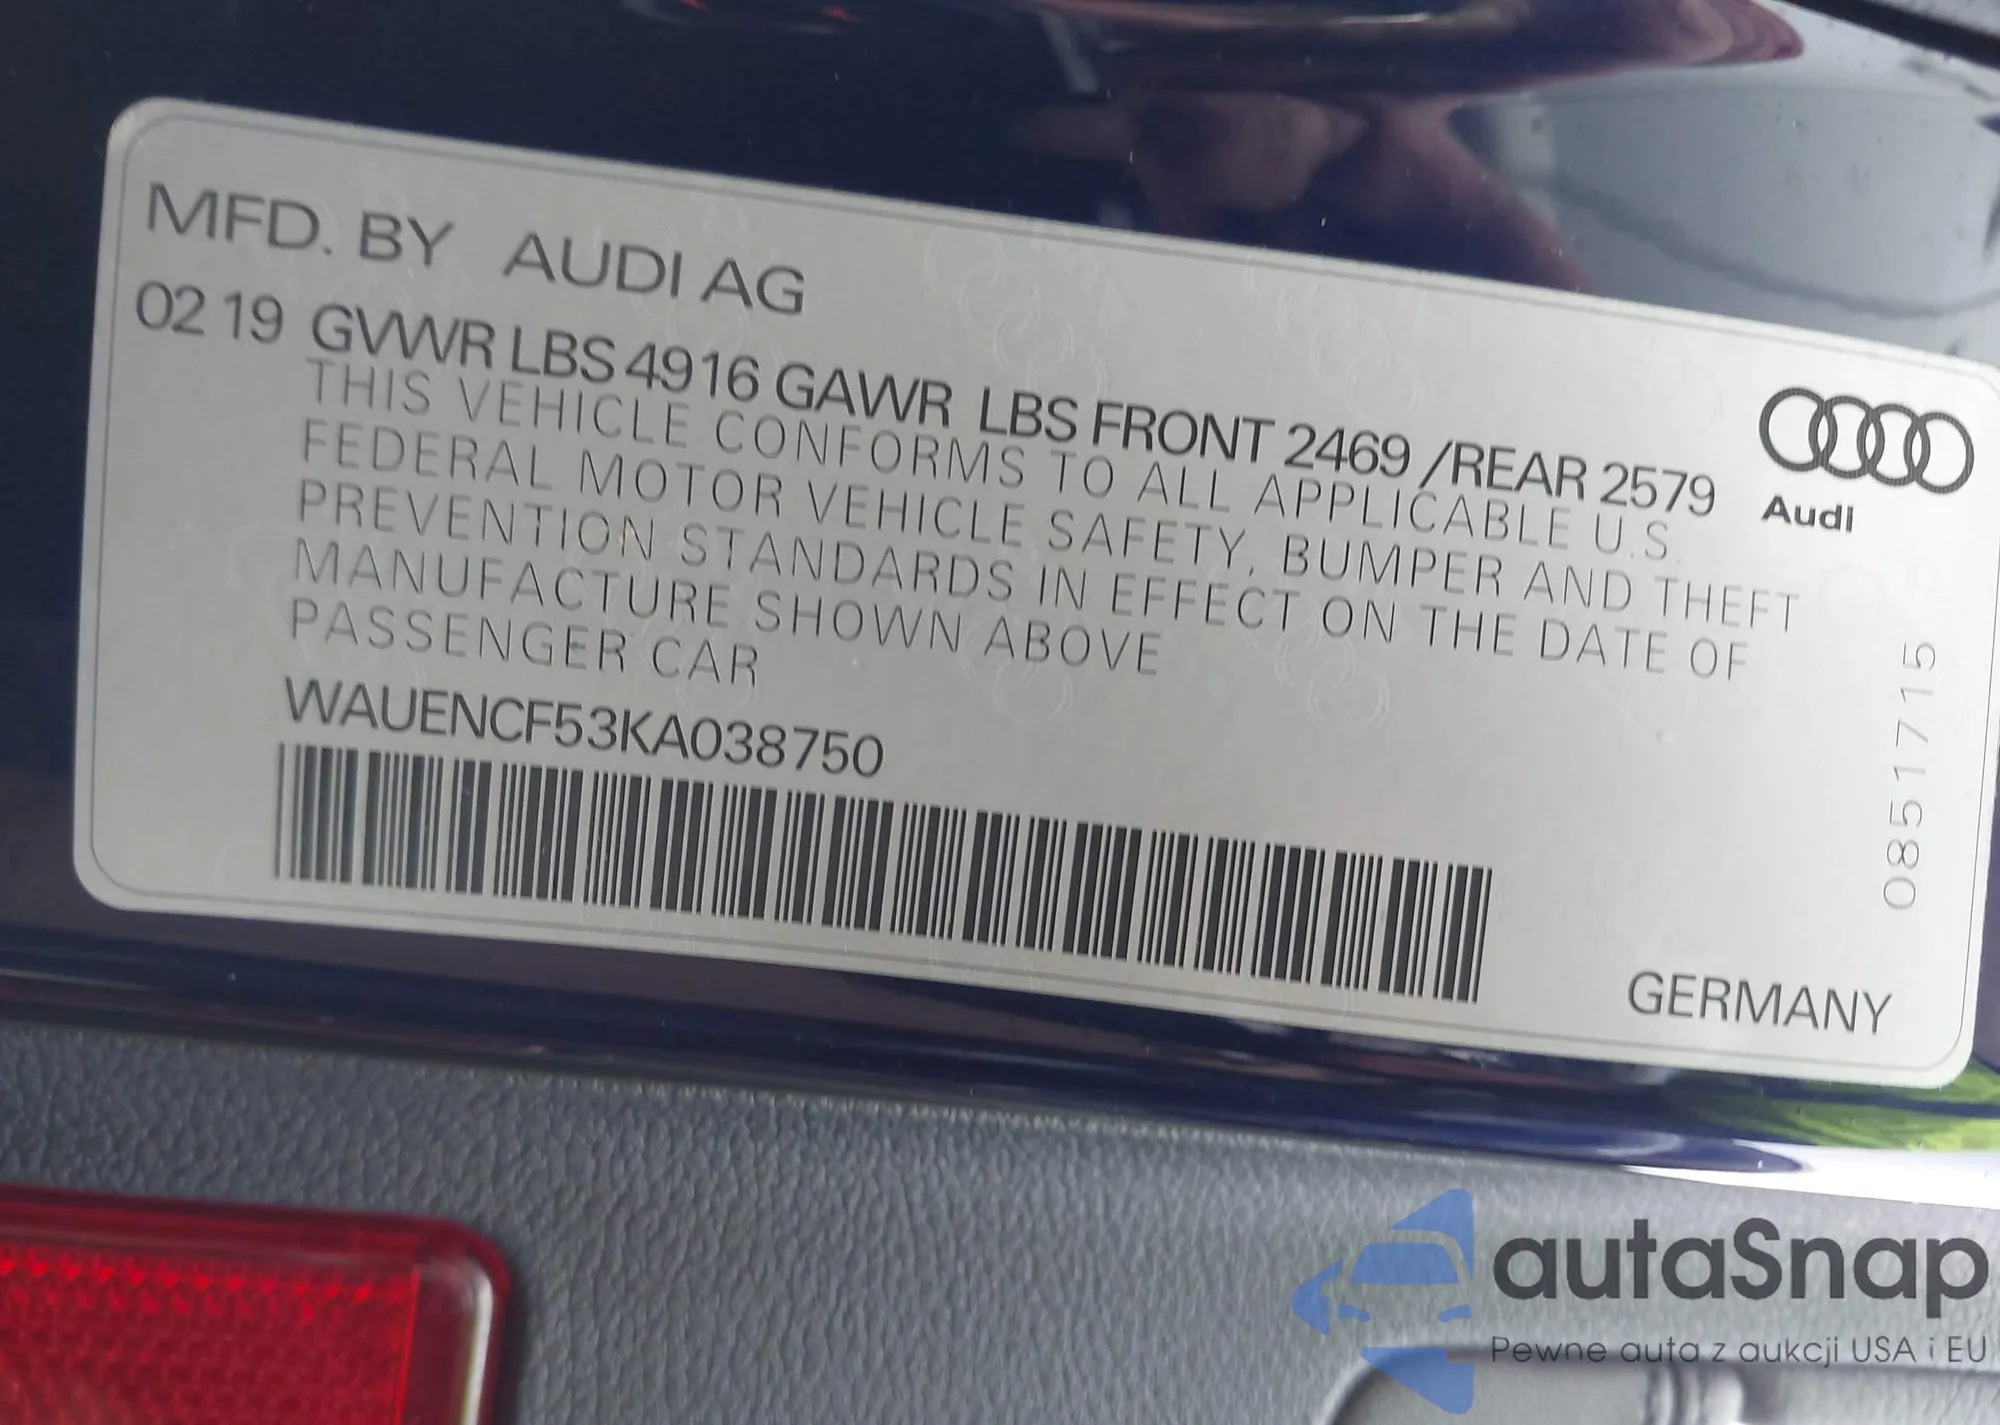 MFD. BY AUDI AG
02 19 GVWR LBS 4916 GAWR LBS FRONT 2469 /REAR 2579
THIS VEHICLE CONFORMS TO ALL APPLICABLE U.S.
FEDERAL MOTOR VEHICLE SAFETY, BUMPER AND THEFT
PREVENTION STANDARDS IN EFFECT ON THE DATE OF
MANUFACTURE SHOWN ABOVE
PASSENGER CAR
WAUENCF53KA038750
Audi
0851715
GERMANY
autaSnap
Pewne auta z aukcji USA i EU